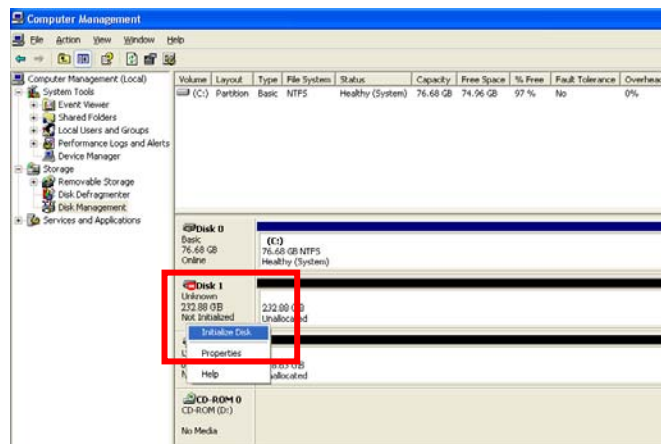 Computer Management
File Action View Window Help
Computer Management (Local)
System Tools
Event Viewer
Shared Folders
Local Users and Groups
Performance Logs and Alerts
Device Manager
Storage
Removable Storage
Disk Defragmenter
Disk Management
Services and Applications
Volume Layout Type File System Status Capacity Free Space % Free Fault Tolerance Overhead
(C:) Partition Basic NTFS Healthy (System) 76.68 GB 74.96 GB 97 % No 0%
Disk 0
Basic
76.68 GB
Online
(C:)
76.68 GB NTFS
Healthy (System)
Disk 1
Unknown
232.88 GB
Not Initialized
232.88 GB
Unallocated
Initialize Disk
Properties
Help
Unallocated
CD-ROM 0
CD-ROM (D:)
No Media